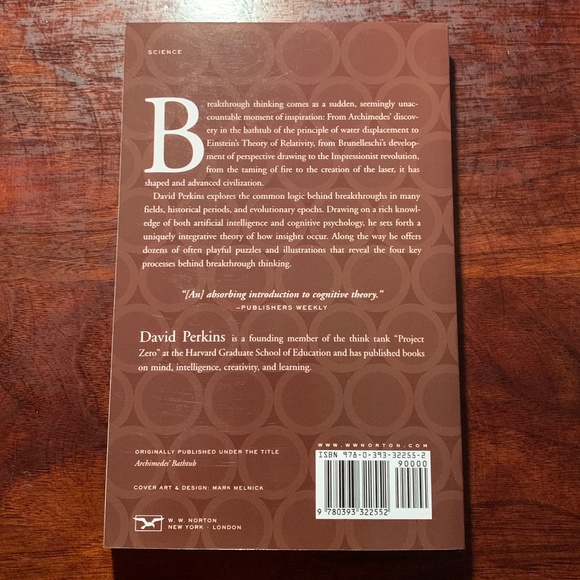 SCIENCE
Breakthrough thinking comes as a sudden, seemingly unac-
countable moment of inspiration: From Archimedes' discov-
ery in the bathtub of the principle of water displacement to
Einstein's Theory of Relativity, from Brunelleschi's develop-
ment of perspective drawing to the Impressionist revolution,
from the taming of fire to the creation of the laser, it has
shaped and advanced civilization.
David Perkins explores the common logic behind breakthroughs in many
fields, historical periods, and evolutionary epochs. Drawing on a rich knowl-
edge of both artificial intelligence and cognitive psychology, he sets forth a
uniquely integrative theory of how insights occur. Along the way he offers
dozens of often playful puzzles and illustrations that reveal the four key
processes behind breakthrough thinking.
“[An] absorbing introduction to cognitive theory.”
–PUBLISHERS WEEKLY
David Perkins is a founding member of the think tank “Project
Zero” at the Harvard Graduate School of Education and has published books
on mind, intelligence, creativity, and learning.
ORIGINALLY PUBLISHED UNDER THE TITLE
Archimedes' Bathtub
COVER ART & DESIGN: MARK MELNICK
W. W. NORTON
NEW YORK · LONDON
WWW.WWNORTON.COM
ISBN 978-0-393-32255-2
90000
9 780393 322552